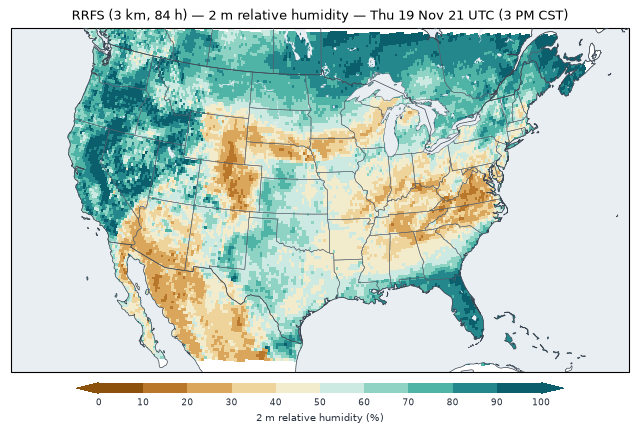 RRFS (3 km, 84 h) — 2 m relative humidity — Thu 19 Nov 21 UTC (3 PM CST)
0 10 20 30 40 50 60 70 80 90 100
2 m relative humidity (%)